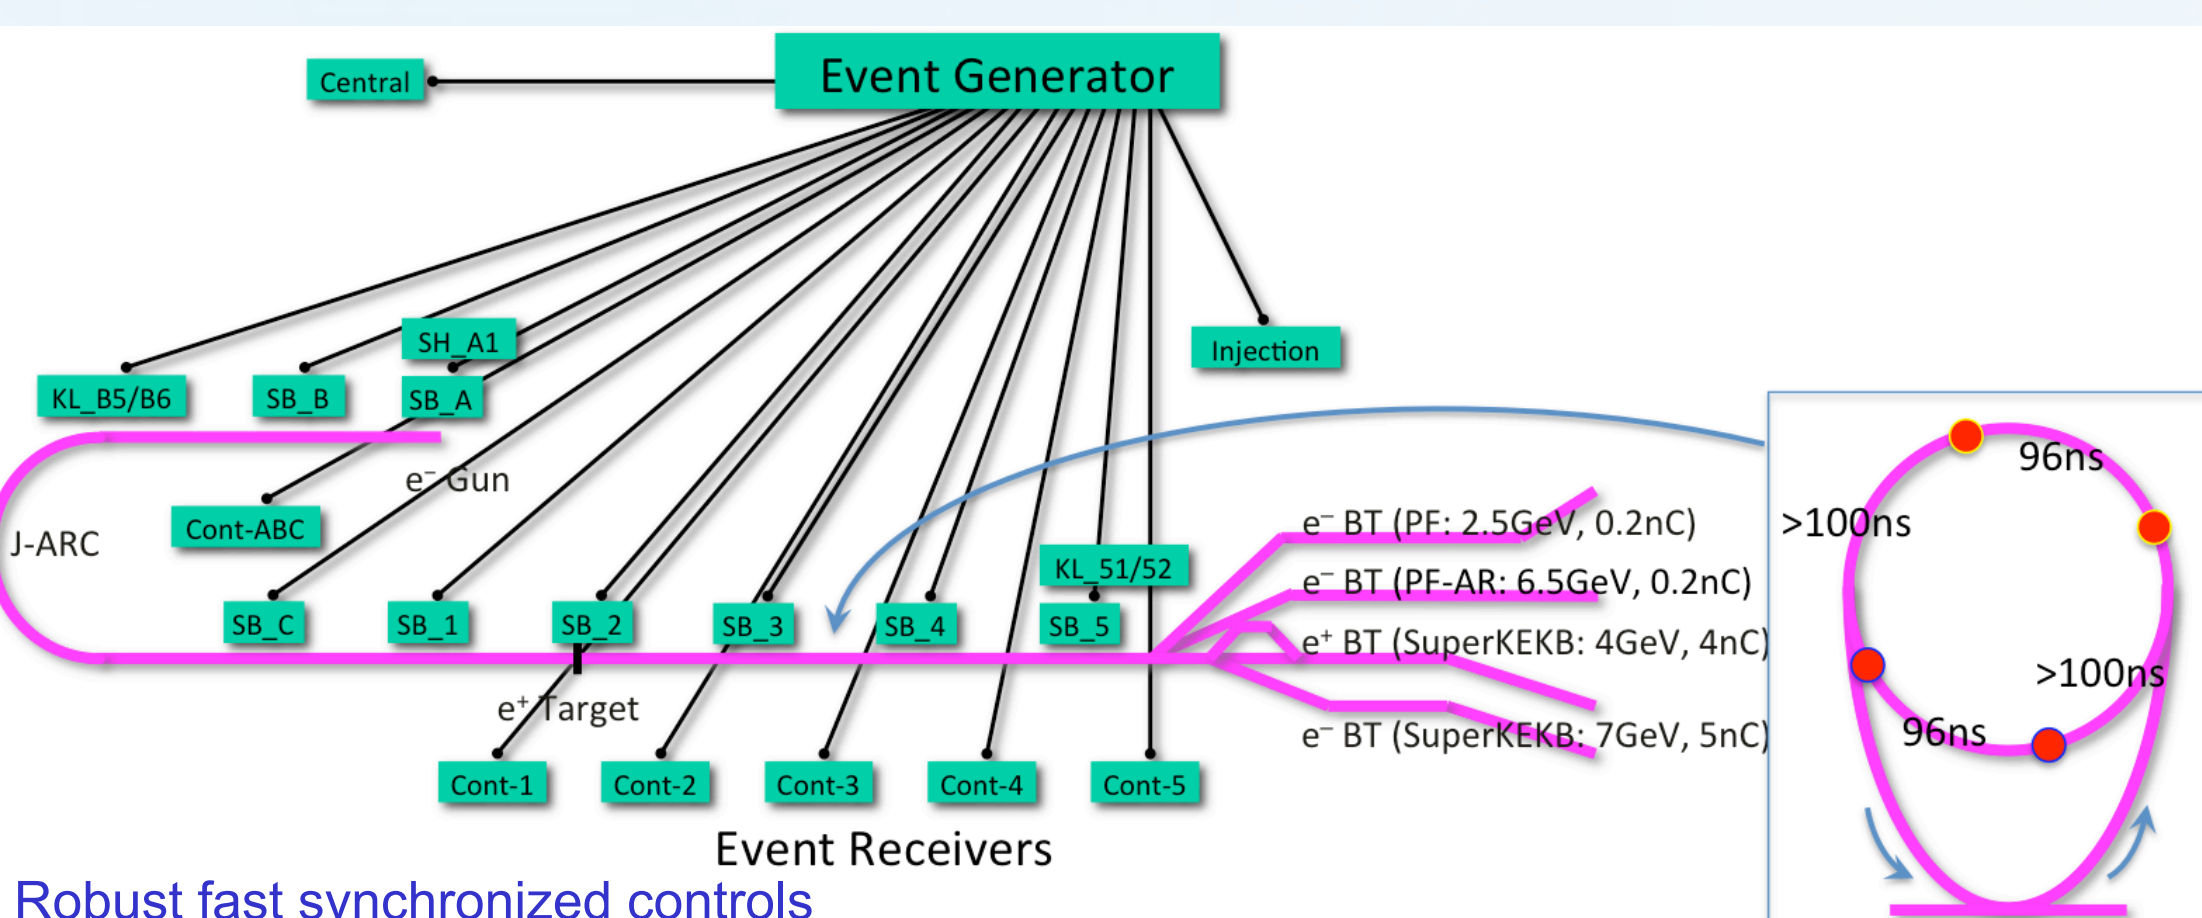 Event Generator
Central
SH_A1
Injection
KL_B5/B6
SB_B
SB_A
e⁻ Gun
Cont-ABC
J-ARC
KL_51/52
SB_C
SB_1
SB_2
SB_3
SB_4
SB_5
e⁻ BT (PF: 2.5GeV, 0.2nC)
e⁻ BT (PF-AR: 6.5GeV, 0.2nC)
e⁺ BT (SuperKEKB: 4GeV, 4nC)
e⁻ BT (SuperKEKB: 7GeV, 5nC)
e⁺ Target
Cont-1
Cont-2
Cont-3
Cont-4
Cont-5
96ns
>100ns
>100ns
96ns
Event Receivers
Robust fast synchronized controls